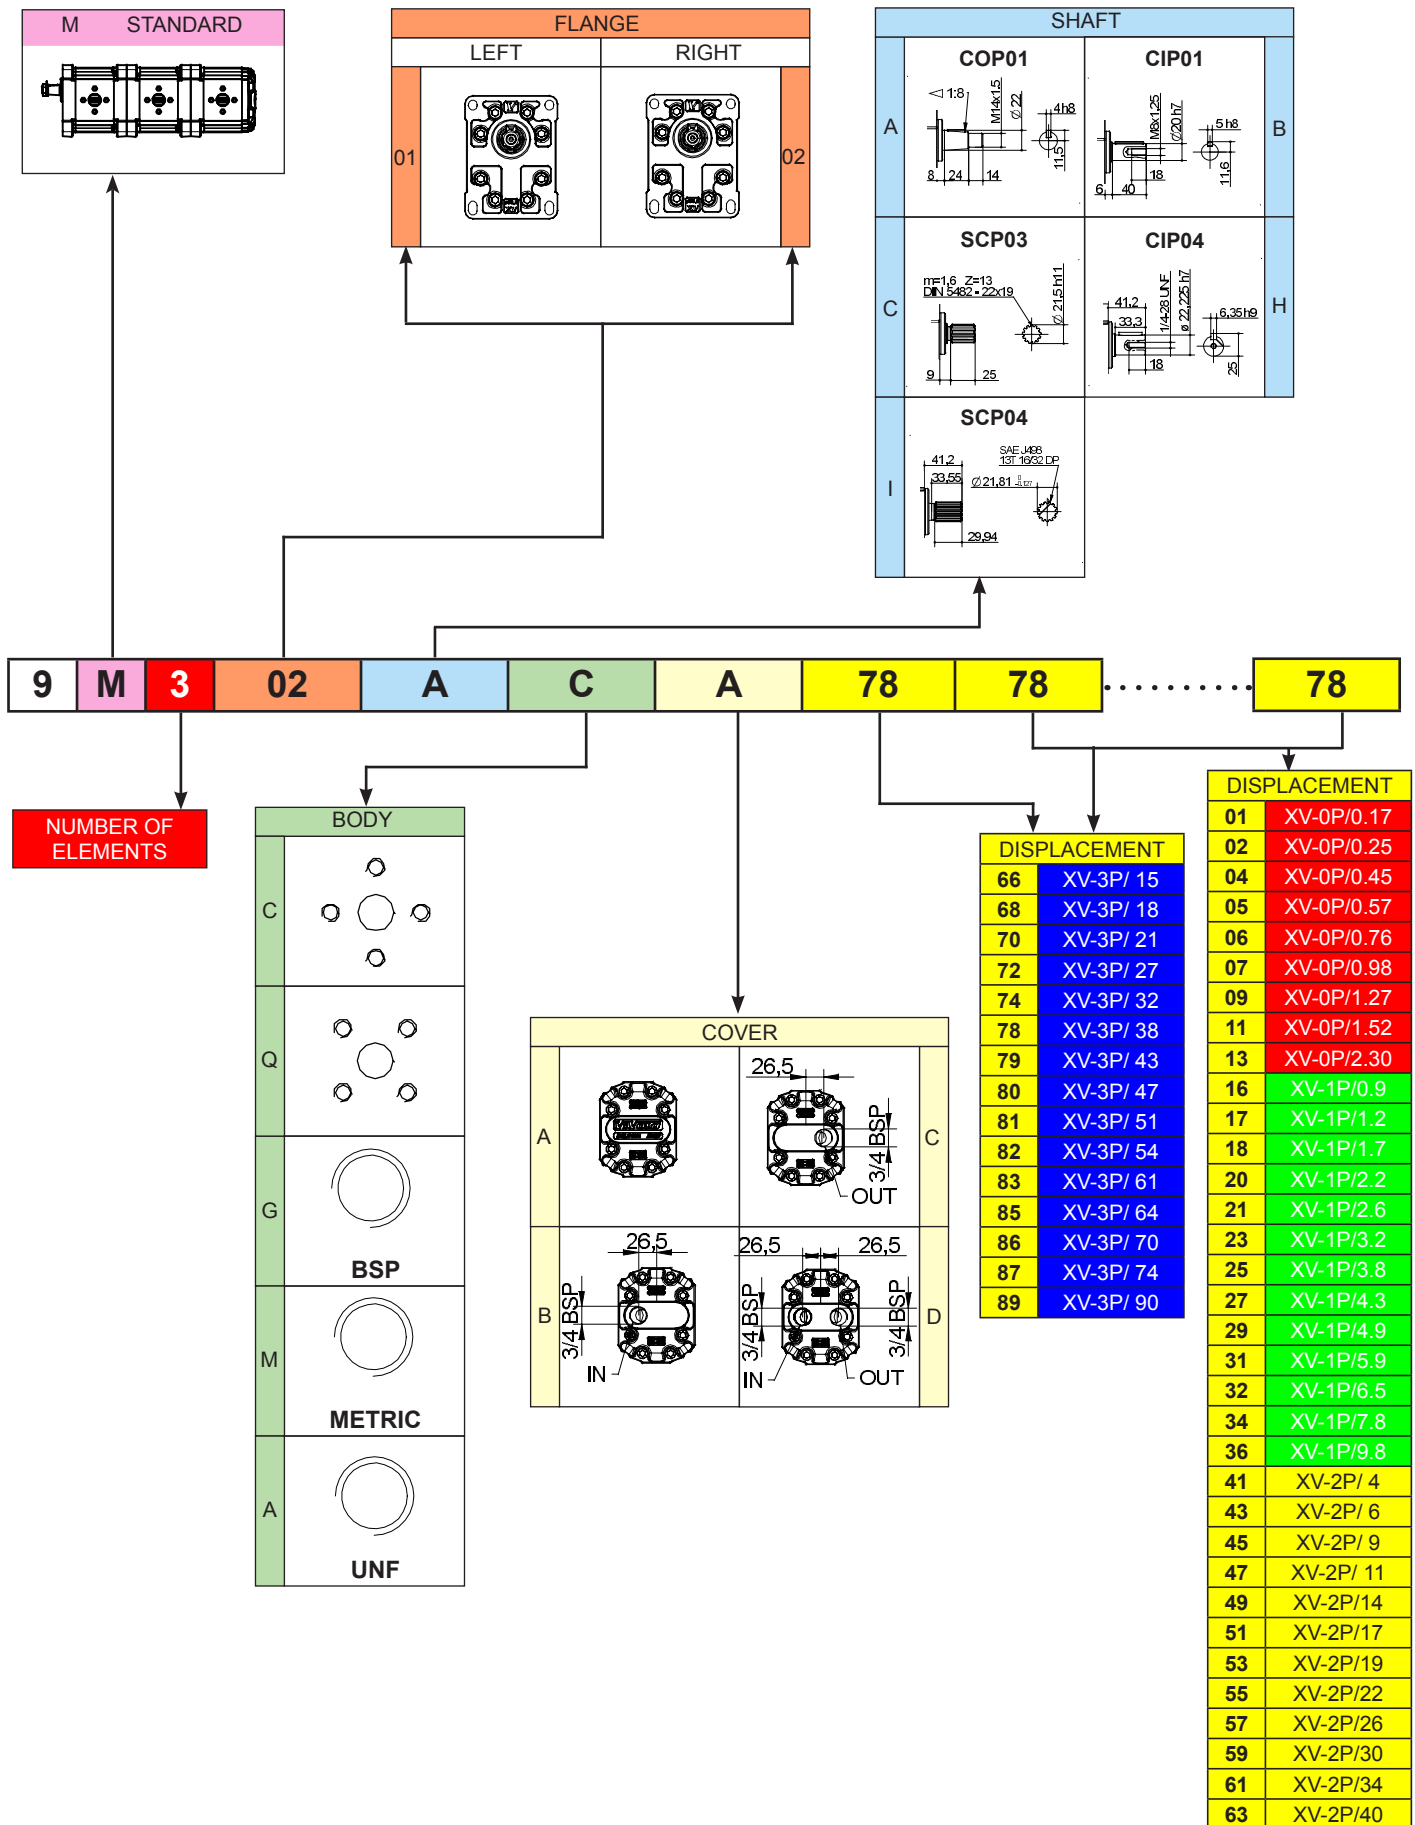 M STANDARD
FLANGE
LEFT RIGHT
01
02
SHAFT
COP01
CIP01
A
B
1:8
M14x1.5
Ø 22
4 h8
11,5
8 24 14
M8x1,25
Ø20 h7
5 h8
11,6
18
6 40
SCP03
CIP04
C
H
m=1,6 Z=13
DIN 5482 - 22x19
Ø 21,5 h11
9 25
41,2
33,3
1/4-28 UNF
ø 22,225 h7
6,35 h9
18
25
SCP04
I
41,2
33,55
SAE J498
13T 16/32 DP
Ø 21,81
29,94
9 M 3 02 A C A 78 78 ........... 78
NUMBER OF
ELEMENTS
BODY
C
Q
G
BSP
M
METRIC
A
UNF
COVER
A
C
26,5
3/4 BSP
OUT
B
D
26,5
3/4 BSP
IN
26,5 26,5
3/4 BSP
3/4 BSP
IN
OUT
DISPLACEMENT
66 XV-3P/ 15
68 XV-3P/ 18
70 XV-3P/ 21
72 XV-3P/ 27
74 XV-3P/ 32
78 XV-3P/ 38
79 XV-3P/ 43
80 XV-3P/ 47
81 XV-3P/ 51
82 XV-3P/ 54
83 XV-3P/ 61
85 XV-3P/ 64
86 XV-3P/ 70
87 XV-3P/ 74
89 XV-3P/ 90
DISPLACEMENT
01 XV-0P/0.17
02 XV-0P/0.25
04 XV-0P/0.45
05 XV-0P/0.57
06 XV-0P/0.76
07 XV-0P/0.98
09 XV-0P/1.27
11 XV-0P/1.52
13 XV-0P/2.30
16 XV-1P/0.9
17 XV-1P/1.2
18 XV-1P/1.7
20 XV-1P/2.2
21 XV-1P/2.6
23 XV-1P/3.2
25 XV-1P/3.8
27 XV-1P/4.3
29 XV-1P/4.9
31 XV-1P/5.9
32 XV-1P/6.5
34 XV-1P/7.8
36 XV-1P/9.8
41 XV-2P/ 4
43 XV-2P/ 6
45 XV-2P/ 9
47 XV-2P/ 11
49 XV-2P/14
51 XV-2P/17
53 XV-2P/19
55 XV-2P/22
57 XV-2P/26
59 XV-2P/30
61 XV-2P/34
63 XV-2P/40